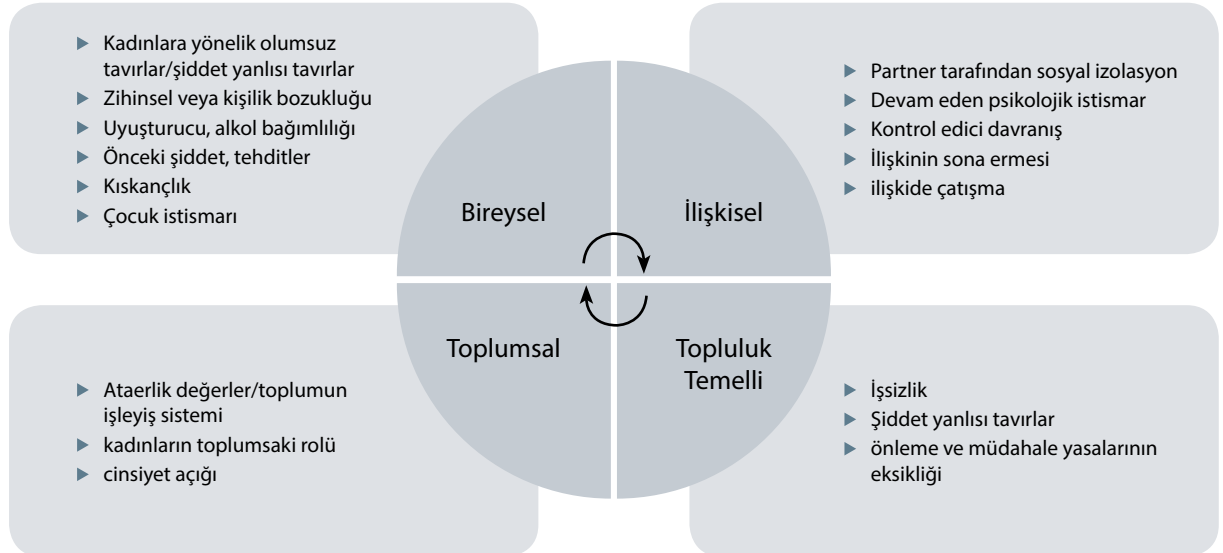 ▶ Kadınlara yönelik olumsuz
tavırlar/şiddet yanlısı tavırlar
▶ Zihinsel veya kişilik bozukluğu
▶ Uyuşturucu, alkol bağımlılığı
▶ Önceki şiddet, tehditler
▶ Kıskançlık
▶ Çocuk istismarı
▶ Partner tarafından sosyal izolasyon
▶ Devam eden psikolojik istismar
▶ Kontrol edici davranış
▶ İlişkinin sona ermesi
▶ ilişkide çatışma
Bireysel
İlişkisel
Toplumsal
Topluluk
Temelli
▶ Ataerlik değerler/toplumun
işleyiş sistemi
▶ kadınların toplumsaki rolü
▶ cinsiyet açığı
▶ İşsizlik
▶ Şiddet yanlısı tavırlar
▶ önleme ve müdahale yasalarının
eksikliği